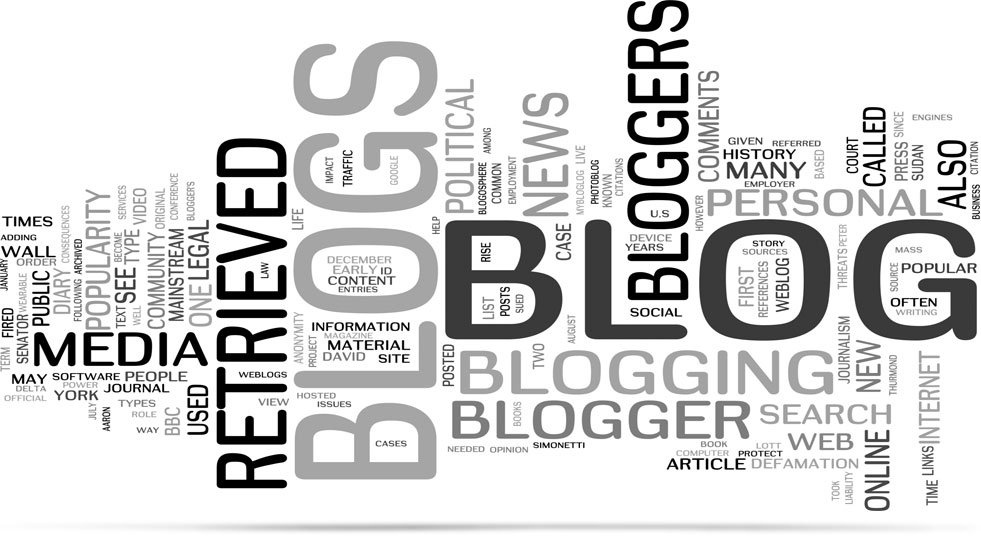 TIMES
ADDING
WALL
ORDER
JANUARY
WEARABLE
CONSEQUENCES
TERM
FIRED
SENATOR
PUBLIC
DIARY
FOLLOWING
ARCHIVED
POPULARITY
TEXT
SEE
BECOME
SERVICES
TYPE
WELL
VIDEO
COMMUNITY
ORIGINAL
MAINSTREAM
CONFERENCE
ONE
BLOGGER'S
LEGAL
MEDIA
MAY
SOFTWARE
PEOPLE
DELTA
POWER
JOURNAL
OFFICIAL
YORK
JULY
AARON
TYPES
ROLE
WAY
BBC
USED
RETRIEVED
LAW
WEBLOGS
VIEW
LIFE
BLOGS
IMPACT
TRAFFIC
GOOGLE
DECEMBER
EARLY
ID
CONTENT
ENTRIES
ANONYMITY
PROJECT
INFORMATION
MAGAZINE
MATERIAL
DAVID
SITE
HOSTED
ISSUES
CASES
HELP
POLITICAL
BLOGOSPHERE
AMONG
COMMON
EMPLOYMENT
NEWS
CASE
MYBLOGLOG
LIVE
PHOTOBLOG
KNOWN
CITATIONS
BLOGGERS
U.S
DEVICE
YEARS
SOCIAL
COMMENTS
HOWEVER
GIVEN
REFERRED
HISTORY
MANY
EMPLOYER
BASED
COURT
CALLED
PRESS
SINCE
SUDAN
ENGINES
ALSO
BUSINESS
CITATION
PERSONAL
BLOG
RISE
LIST
POSTS
SUED
AUGUST
STORY
SOURCES
FIRST
REFERENCES
WEBLOG
THREATS
PETER
MASS
SOURCE
POPULAR
OFTEN
WRITING
POSTED
BLOGGING
TWO
JOURNALISM
NEW
THURMOND
BLOGGER
BOOKS
SEARCH
NEEDED
OPINION
SIMONETTI
BOOK
COMPUTER
LOTT
PROTECT
WEB
ARTICLE
DEFAMATION
TOOK
LIABILITY
ONLINE
TIME
LINKS
INTERNET